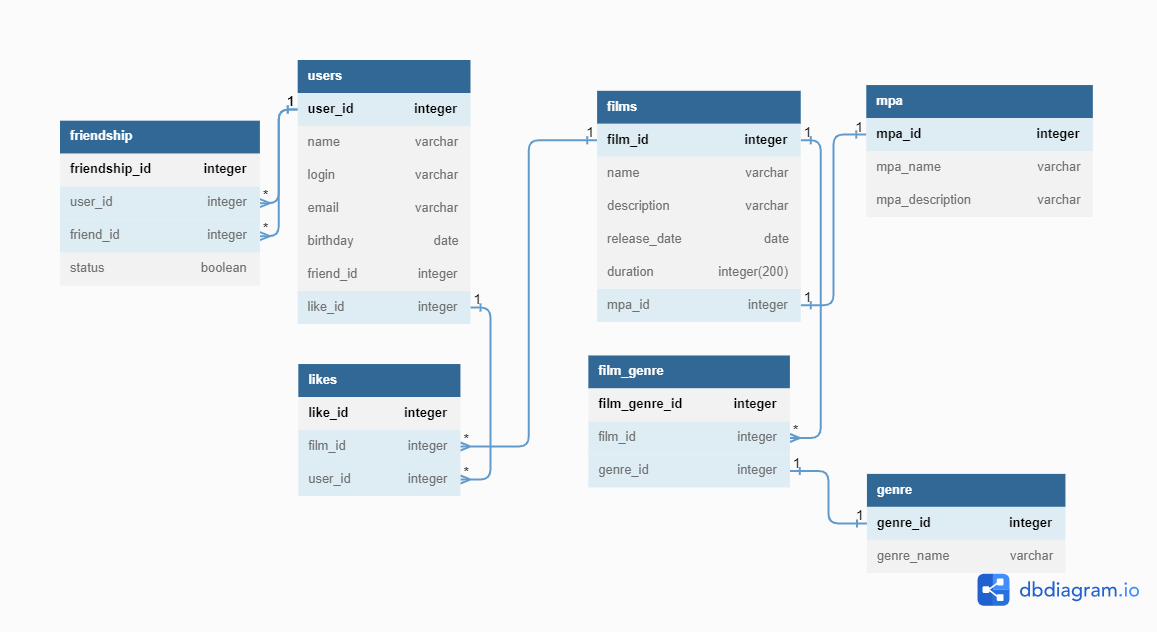 friendship
friendship_id integer
user_id integer
friend_id integer
status boolean
users
user_id integer
name varchar
login varchar
email varchar
birthday date
friend_id integer
like_id integer
likes
like_id integer
film_id integer
user_id integer
films
film_id integer
name varchar
description varchar
release_date date
duration integer(200)
mpa_id integer
film_genre
film_genre_id integer
film_id integer
genre_id integer
mpa
mpa_id integer
mpa_name varchar
mpa_description varchar
genre
genre_id integer
genre_name varchar
1
*
*
1
*
*
1
1
1
1
*
1
1
dbdiagram.io